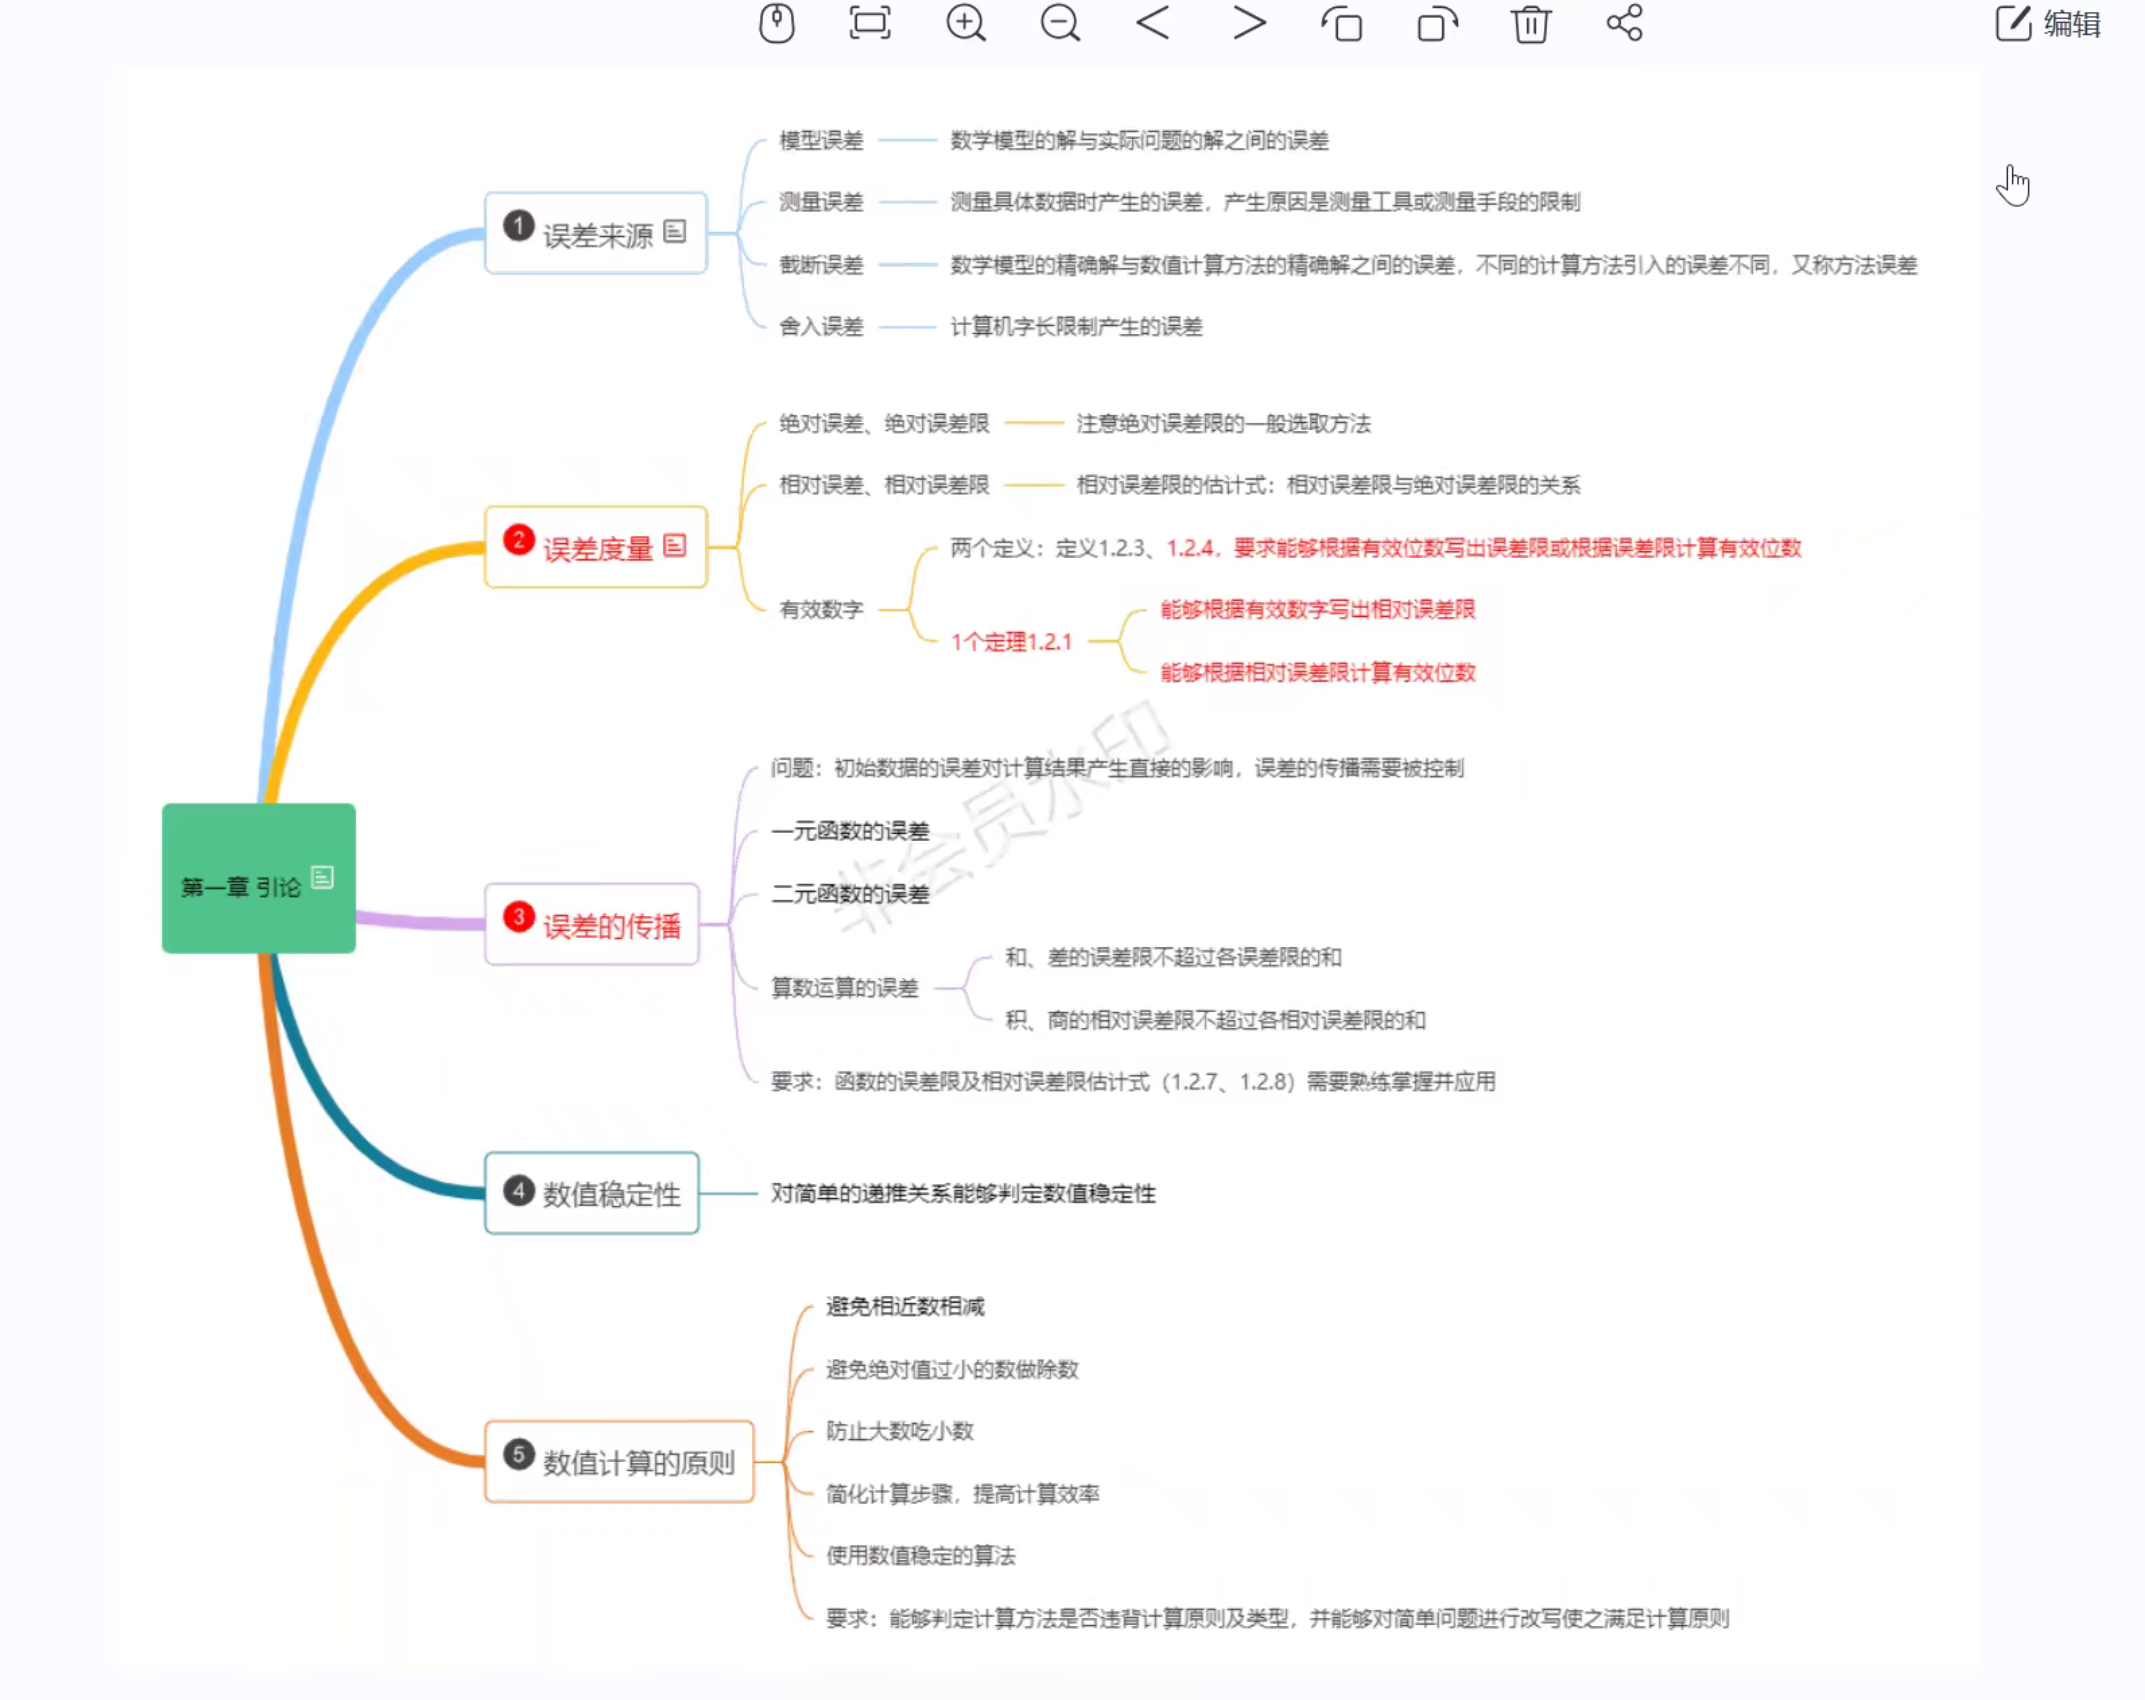 编辑
模型误差
数学模型的解与实际问题的解之间的误差
测量误差
测量具体数据时产生的误差，产生原因是测量工具或测量手段的限制
1 误差来源
截断误差
数学模型的精确解与数值计算方法的精确解之间的误差，不同的计算方法引入的误差不同，又称方法误差
舍入误差
计算机字长限制产生的误差
绝对误差、绝对误差限
注意绝对误差限的一般选取方法
相对误差、相对误差限
相对误差限的估计式：相对误差限与绝对误差限的关系
2 误差度量
两个定义：定义1.2.3、1.2.4，要求能够根据有效位数写出误差限或根据误差限计算有效位数
有效数字
能够根据有效数字写出相对误差限
1个定理1.2.1
能够根据相对误差限计算有效位数
非会员水印
问题：初始数据的误差对计算结果产生直接的影响，误差的传播需要被控制
一元函数的误差
第一章 引论
二元函数的误差
3 误差的传播
和、差的误差限不超过各误差限的和
算数运算的误差
积、商的相对误差限不超过各相对误差限的和
要求：函数的误差限及相对误差限估计式（1.2.7、1.2.8）需要熟练掌握并应用
4 数值稳定性
对简单的递推关系能够判定数值稳定性
避免相近数相减
避免绝对值过小的数做除数
防止大数吃小数
5 数值计算的原则
简化计算步骤，提高计算效率
使用数值稳定的算法
要求：能够判定计算方法是否违背计算原则及类型，并能够对简单问题进行改写使之满足计算原则